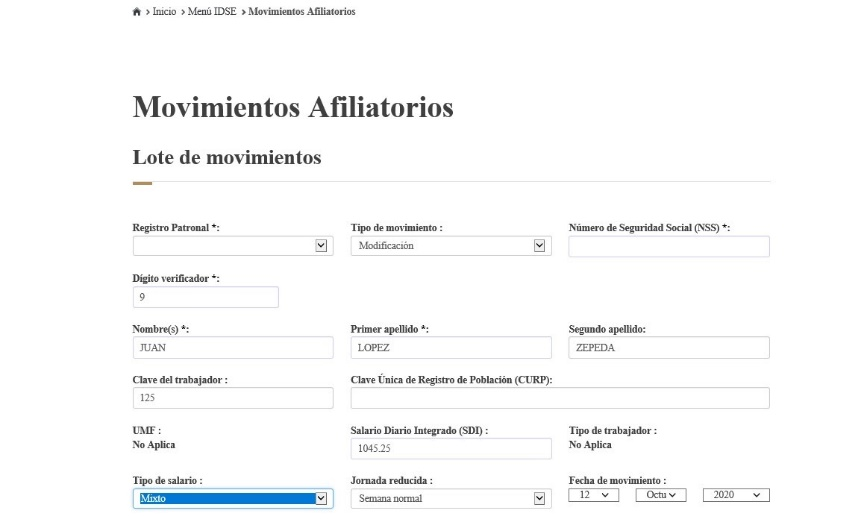 > Inicio > Menú IDSE > Movimientos Afiliatorios
Movimientos Afiliatorios
Lote de movimientos
Registro Patronal *: Tipo de movimiento : Número de Seguridad Social (NSS) *:
Modificación
Dígito verificador *:
9
Nombre(s) *: Primer apellido *: Segundo apellido:
JUAN LOPEZ ZEPEDA
Clave del trabajador : Clave Única de Registro de Población (CURP):
125
UMF : Salario Diario Integrado (SDI) : Tipo de trabajador :
No Aplica 1045.25 No Aplica
Tipo de salario : Jornada reducida : Fecha de movimiento :
Mixto Semana normal 12 Octu 2020